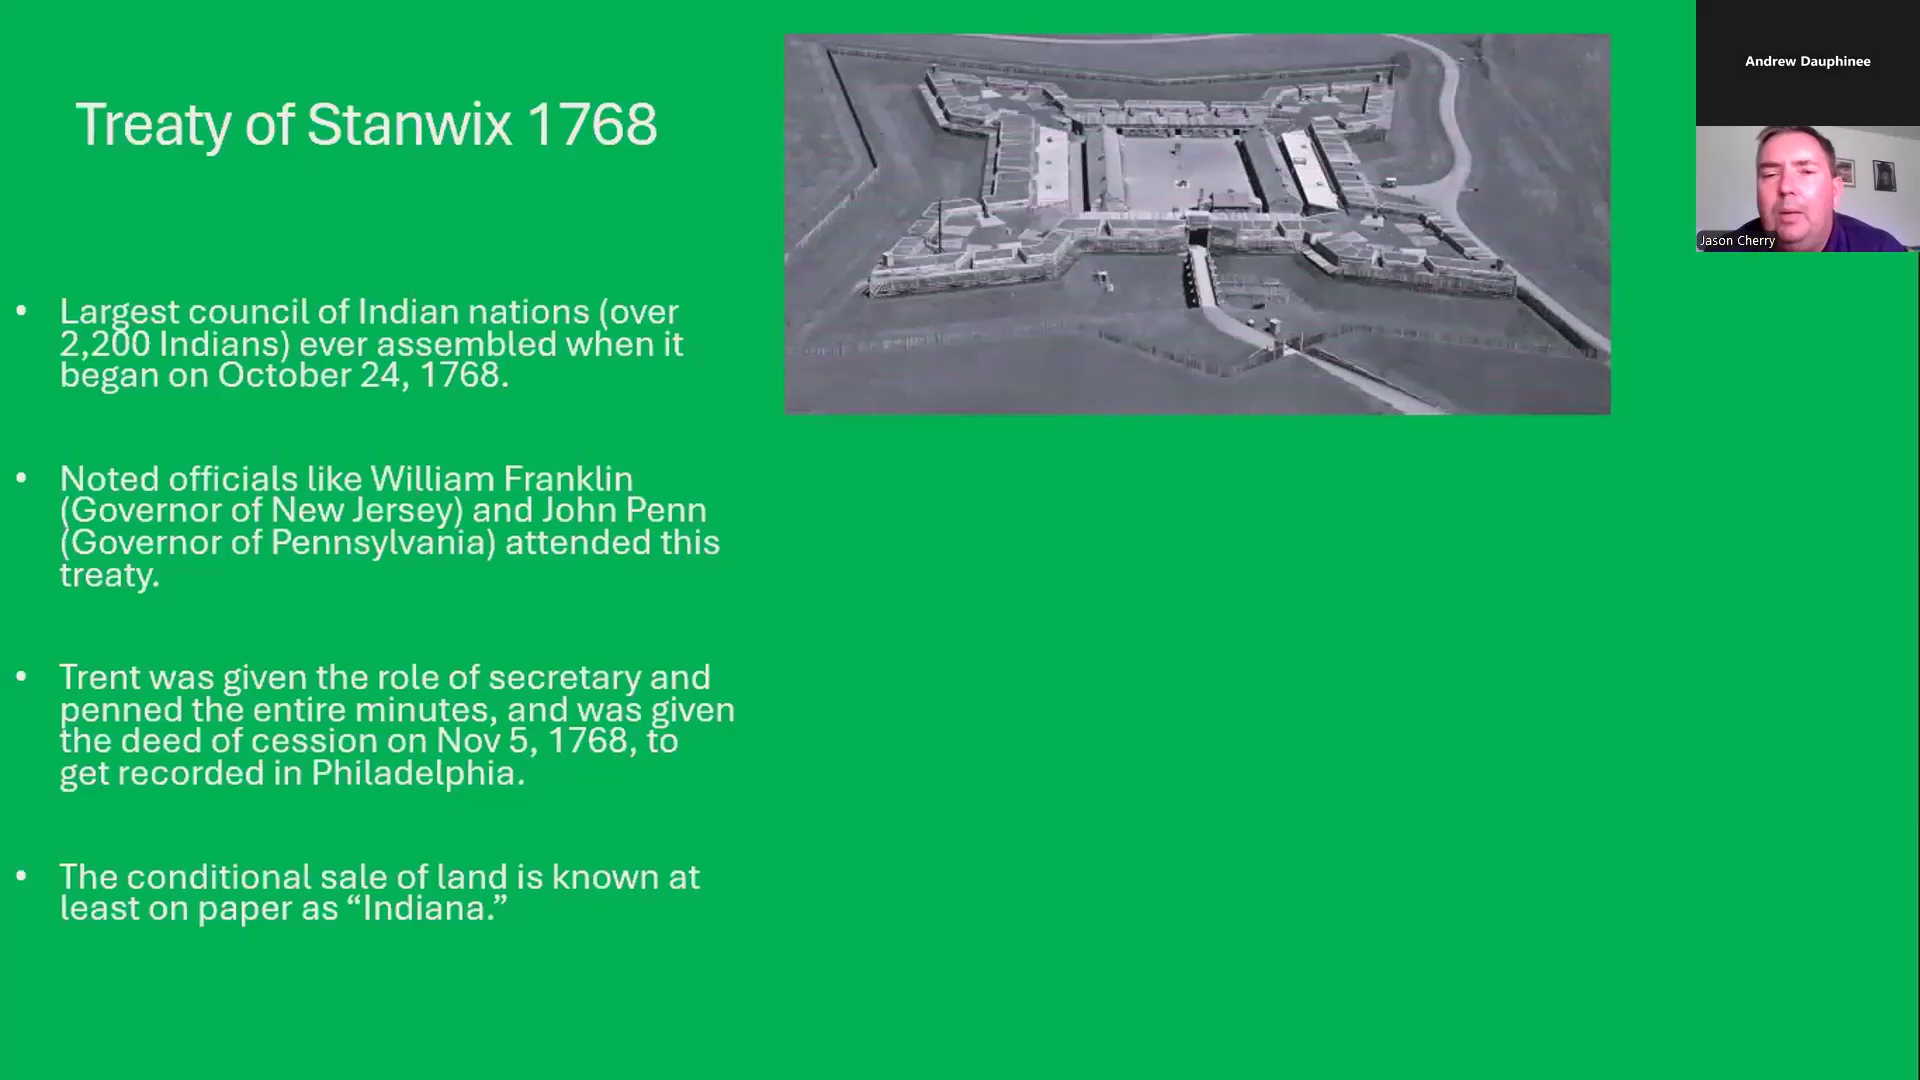 Treaty of Stanwix 1768
• Largest council of Indian nations (over
2,200 Indians) ever assembled when it
began on October 24, 1768.
• Noted officials like William Franklin
(Governor of New Jersey) and John Penn
(Governor of Pennsylvania) attended this
treaty.
• Trent was given the role of secretary and
penned the entire minutes, and was given
the deed of cession on Nov 5, 1768, to
get recorded in Philadelphia.
• The conditional sale of land is known at
least on paper as “Indiana.”
Andrew Dauphinee
Jason Cherry